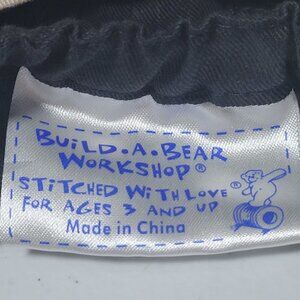 BUiLD·A·BEAR
WORKSHOP®
STiTCHED WiTH LOVE®
FOR AGES 3 AND UP
Made in China